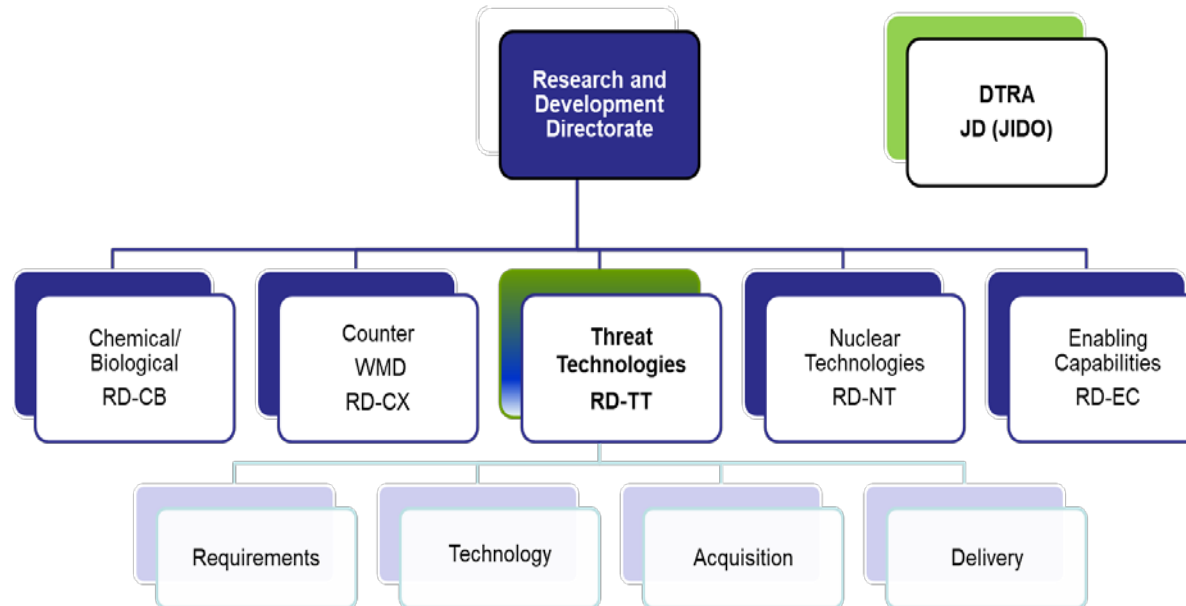 Research and
Development
Directorate
DTRA
JD (JIDO)
Chemical/
Biological
RD-CB
Counter
WMD
RD-CX
Threat
Technologies
RD-TT
Nuclear
Technologies
RD-NT
Enabling
Capabilities
RD-EC
Requirements
Technology
Acquisition
Delivery